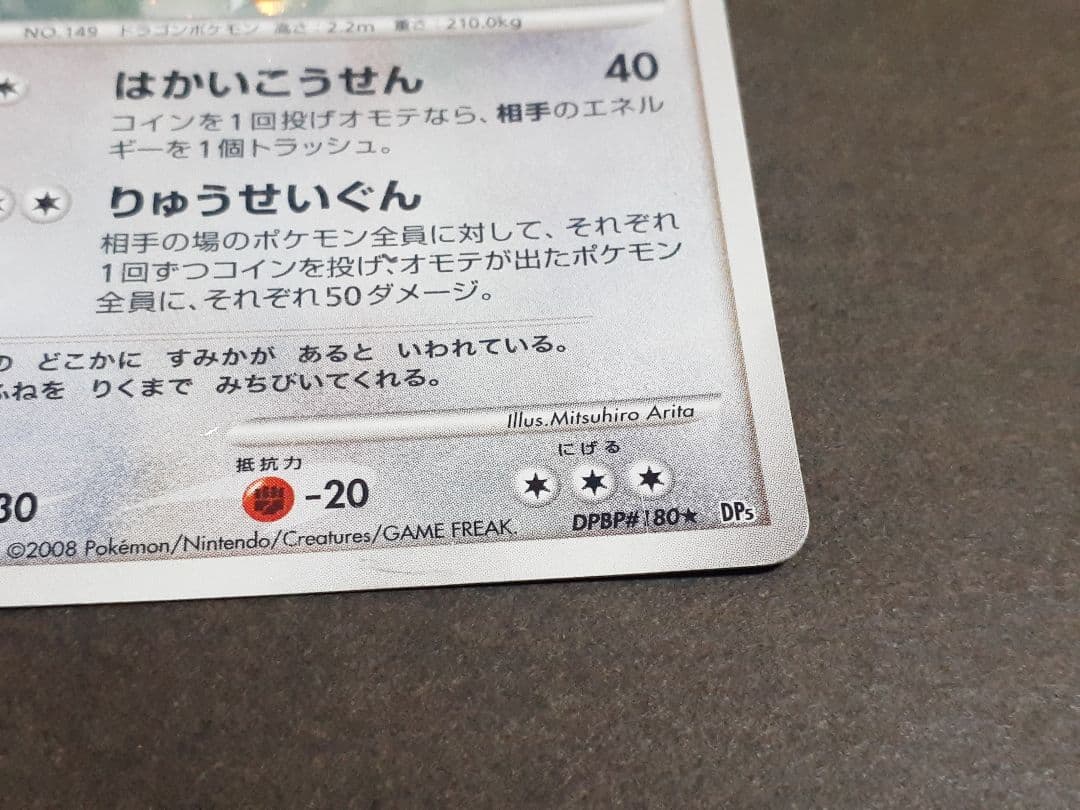 NO.149 ドラゴンポケモン 高さ：2.2m 重さ：210.0kg
はかいこうせん 40
コインを1回投げオモテなら、相手のエネル
ギーを1個トラッシュ。
りゅうせいぐん
相手の場のポケモン全員に対して、それぞれ
1回ずつコインを投げ、オモテが出たポケモン
全員に、それぞれ50ダメージ。
の どこかに すみかが あると いわれている。
ふねを りくまで みちびいてくれる。
Illus.Mitsuhiro Arita
抵抗力 にげる
30 -20
DPBP#180★ DP5
©2008 Pokémon/Nintendo/Creatures/GAME FREAK.